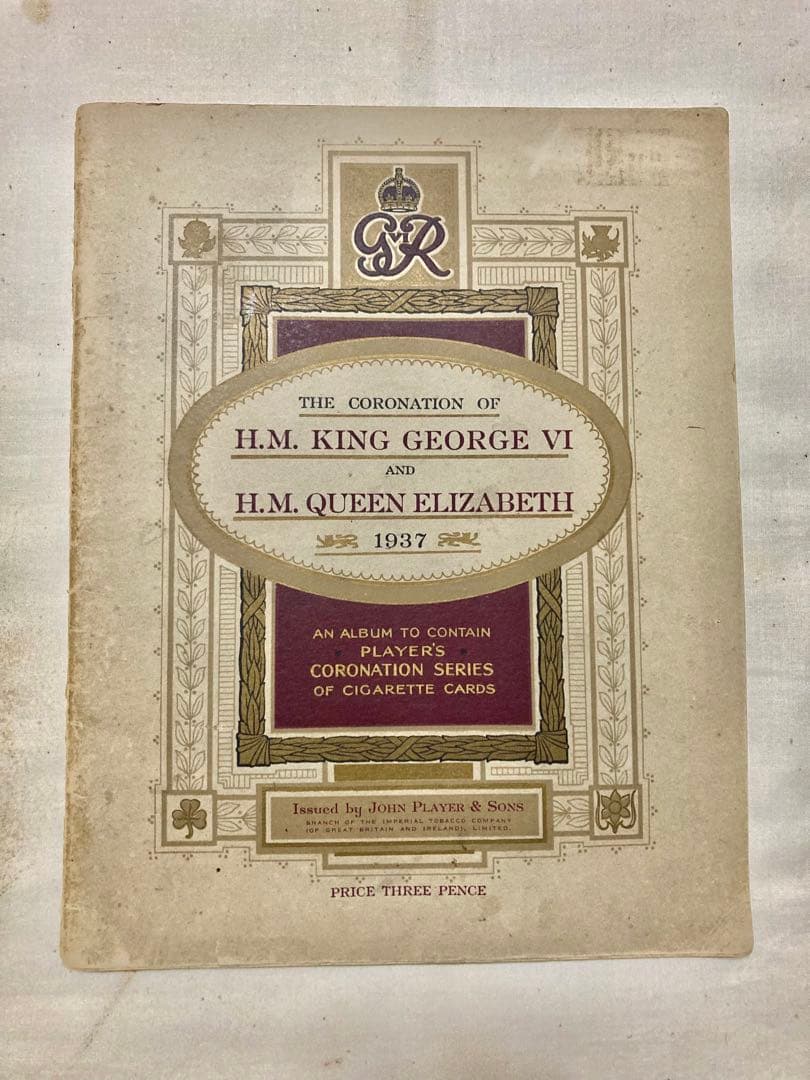 GVIR
THE CORONATION OF
H.M. KING GEORGE VI
AND
H.M. QUEEN ELIZABETH
1937
AN ALBUM TO CONTAIN
PLAYER'S
CORONATION SERIES
OF CIGARETTE CARDS
Issued by JOHN PLAYER & SONS
BRANCH OF THE IMPERIAL TOBACCO COMPANY
(OF GREAT BRITAIN AND IRELAND), LIMITED.
PRICE THREE PENCE